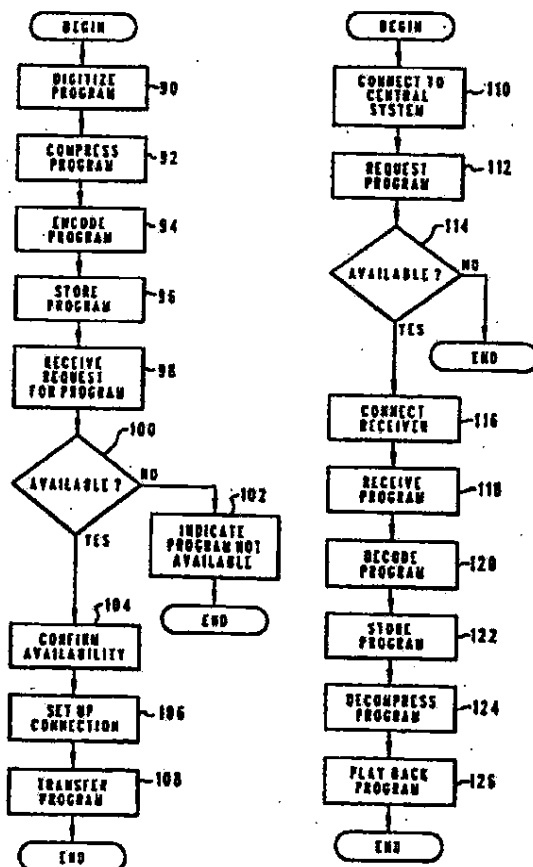 BEGIN
DIGITIZE
PROGRAM
90
COMPRESS
PROGRAM
92
ENCODE
PROGRAM
94
STORE
PROGRAM
96
RECEIVE
REQUEST
FOR PROGRAM
98
100
AVAILABLE ?
NO
YES
102
INDICATE
PROGRAM NOT
AVAILABLE
END
104
CONFIRM
AVAILABILITY
SET UP
CONNECTION
106
TRANSFER
PROGRAM
108
END
BEGIN
CONNECT TO
CENTRAL
SYSTEM
110
REQUEST
PROGRAM
112
114
AVAILABLE ?
NO
YES
END
CONNECT
RECEIVER
116
RECEIVE
PROGRAM
118
DECODE
PROGRAM
120
STORE
PROGRAM
122
DECOMPRESS
PROGRAM
124
PLAY BACK
PROGRAM
126
END